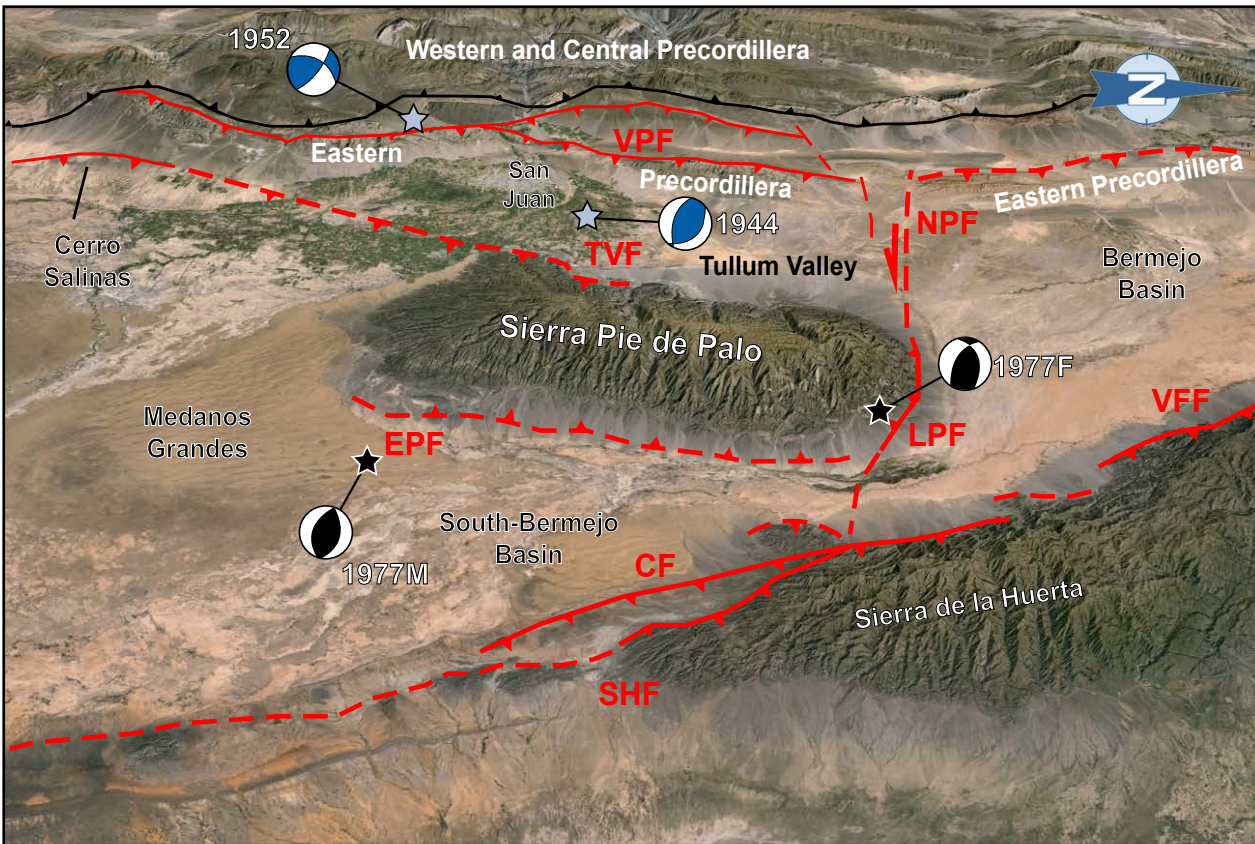 1952
Western and Central Precordillera
N
VPF
Eastern
San
Juan
Precordillera
Eastern Precordillera
NPF
1944
Cerro
Salinas
TVF
Tullum Valley
Bermejo
Basin
Sierra Pie de Palo
1977F
VFF
Medanos
Grandes
EPF
LPF
South-Bermejo
Basin
1977M
CF
Sierra de la Huerta
SHF